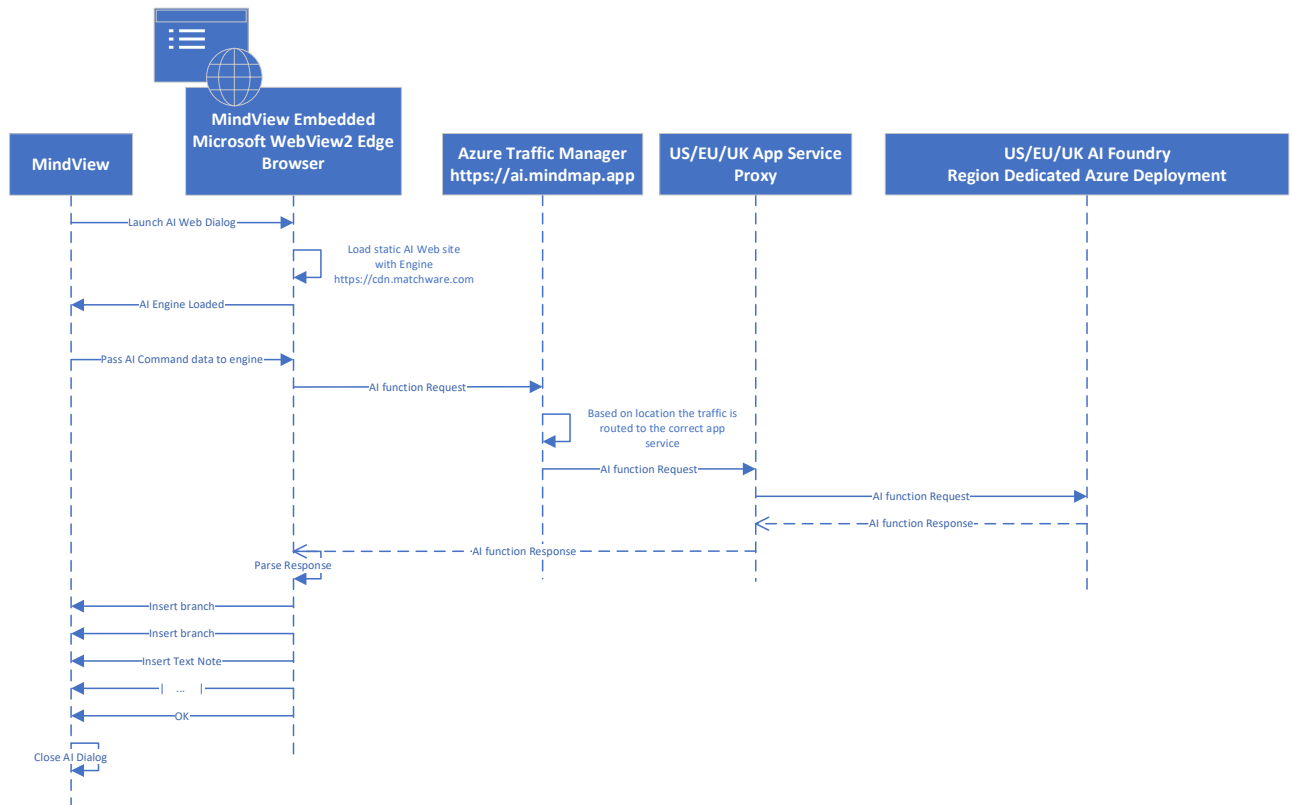 MindView
MindView Embedded
Microsoft WebView2 Edge
Browser
Azure Traffic Manager
https://ai.mindmap.app
US/EU/UK App Service
Proxy
US/EU/UK AI Foundry
Region Dedicated Azure Deployment
Launch AI Web Dialog
Load static AI Web site
with Engine
https://cdn.matchware.com
AI Engine Loaded
Pass AI Command data to engine
AI function Request
Based on location the traffic is
routed to the correct app
service
AI function Request
AI function Request
AI function Response
AI function Response
Parse Response
Insert branch
Insert branch
Insert Text Note
| ... |
OK
Close AI Dialog